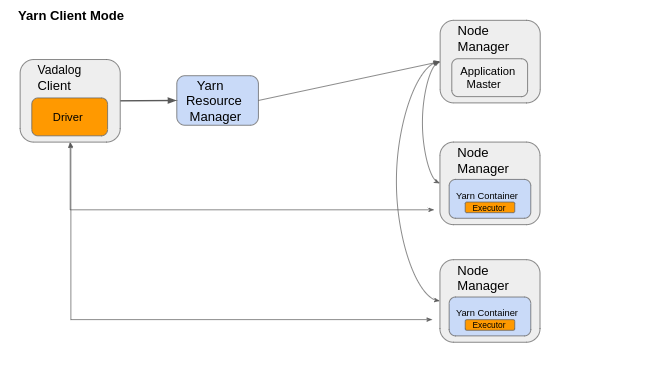 Yarn Client Mode
Vadalog
Client
Driver
Yarn
Resource
Manager
Node
Manager
Application
Master
Node
Manager
Yarn Container
Executor
Node
Manager
Yarn Container
Executor